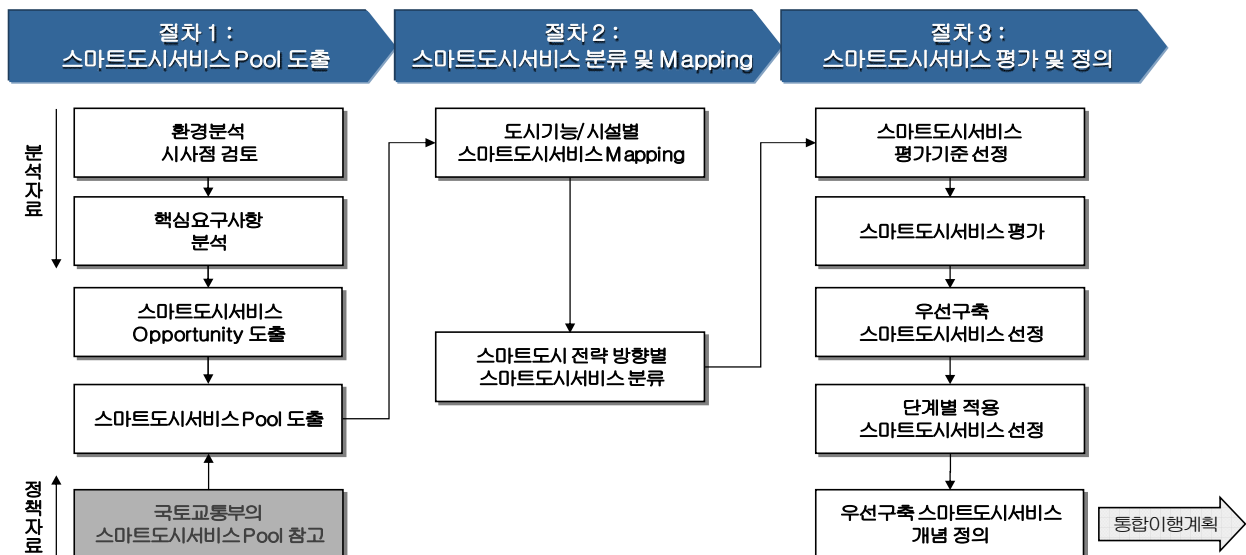 절차 1 :
스마트도시서비스 Pool 도출
절차 2 :
스마트도시서비스 분류 및 Mapping
절차 3 :
스마트도시서비스 평가 및 정의
분석자료
환경분석
시사점 검토
핵심요구사항
분석
스마트도시서비스
Opportunity 도출
스마트도시서비스 Pool 도출
정책자료
국토교통부의
스마트도시서비스 Pool 참고
도시기능/시설별
스마트도시서비스 Mapping
스마트도시 전략 방향별
스마트도시서비스 분류
스마트도시서비스
평가기준 선정
스마트도시서비스 평가
우선구축
스마트도시서비스 선정
단계별 적용
스마트도시서비스 선정
우선구축 스마트도시서비스
개념 정의
통합이행계획